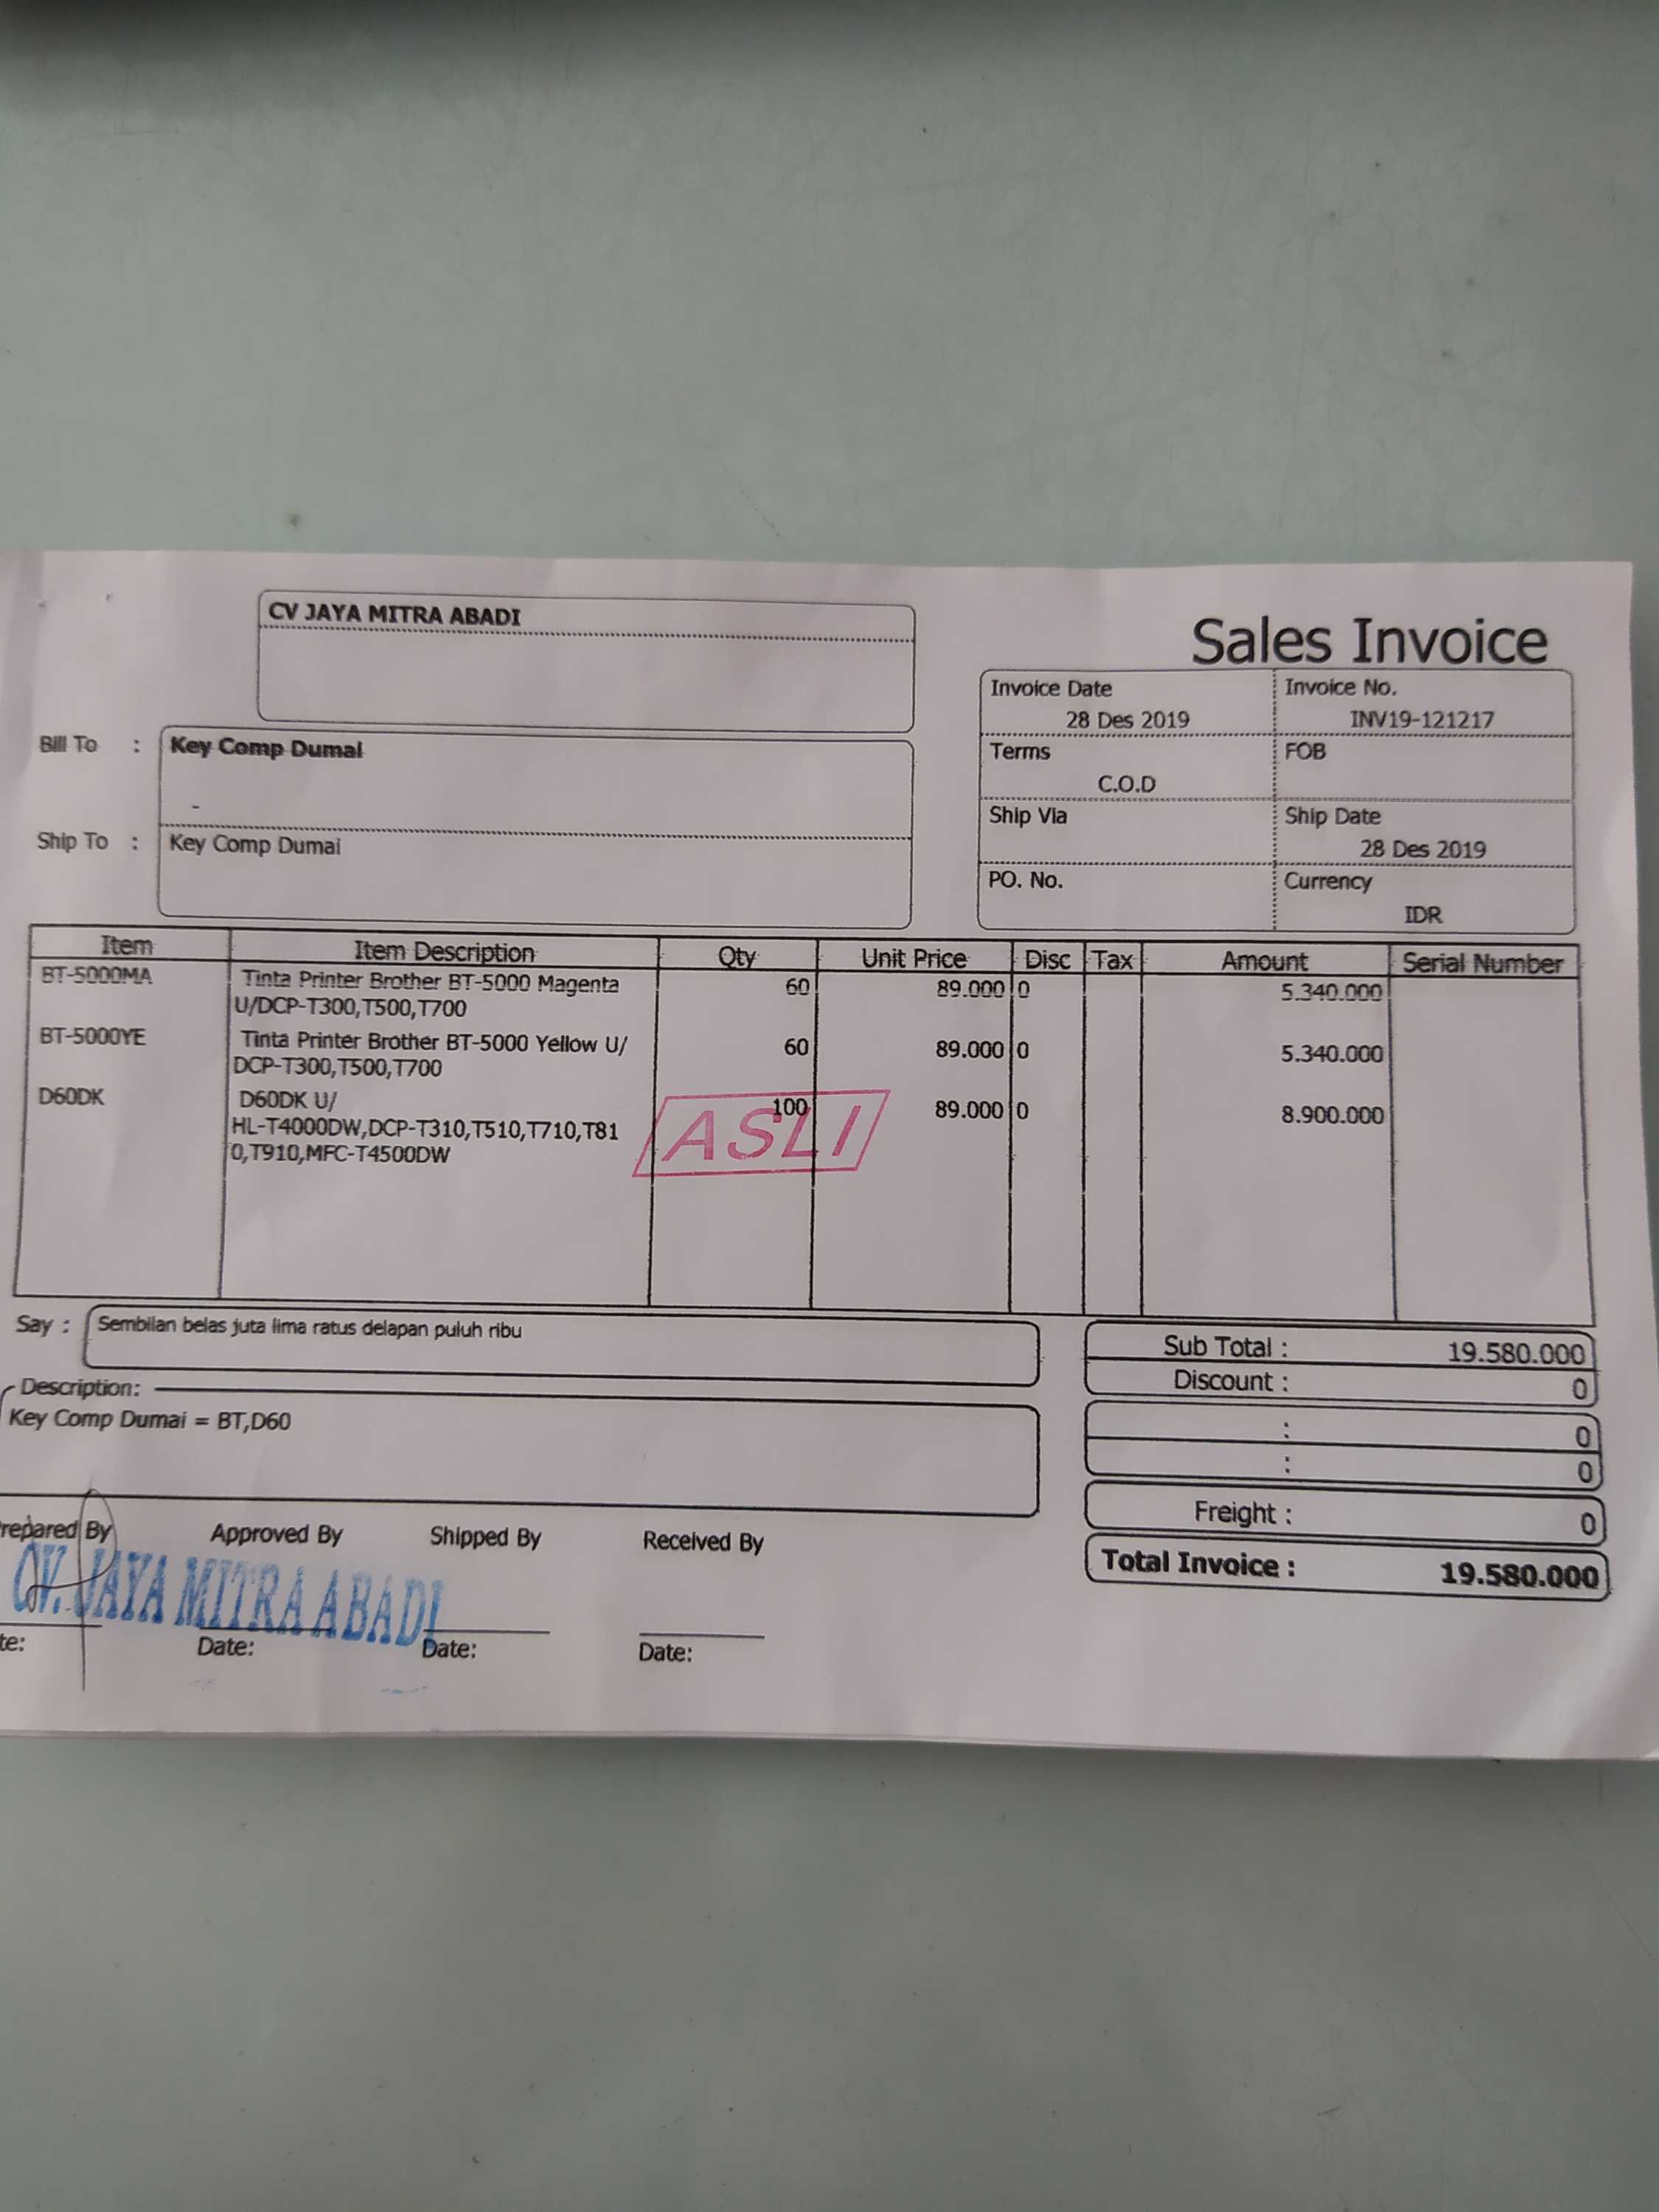 CV JAYA MITRA ABADI
Sales Invoice
Invoice Date
28 Des 2019
Invoice No.
INV19-121217
Terms
C.O.D
FOB
Ship Via
Ship Date
28 Des 2019
PO. No.
Currency
IDR
Bill To : Key Comp Dumai
-
Ship To : Key Comp Dumai
Item Item Description Qty Unit Price Disc Tax Amount Serial Number
BT-5000MA Tinta Printer Brother BT-5000 Magenta 60 89.000 0 5.340.000
U/DCP-T300,T500,T700
BT-5000YE Tinta Printer Brother BT-5000 Yellow U/ 60 89.000 0 5.340.000
DCP-T300,T500,T700
D60DK D60DK U/ 100 89.000 0 8.900.000
HL-T4000DW,DCP-T310,T510,T710,T81
0,T910,MFC-T4500DW
ASLI
Say : Sembilan belas juta lima ratus delapan puluh ribu
Sub Total : 19.580.000
Discount : 0
: 0
: 0
Freight : 0
Total Invoice : 19.580.000
Description:
Key Comp Dumai = BT,D60
repared By Approved By Shipped By Received By
CV. JAYA MITRA ABADI
te: Date: Date: Date: